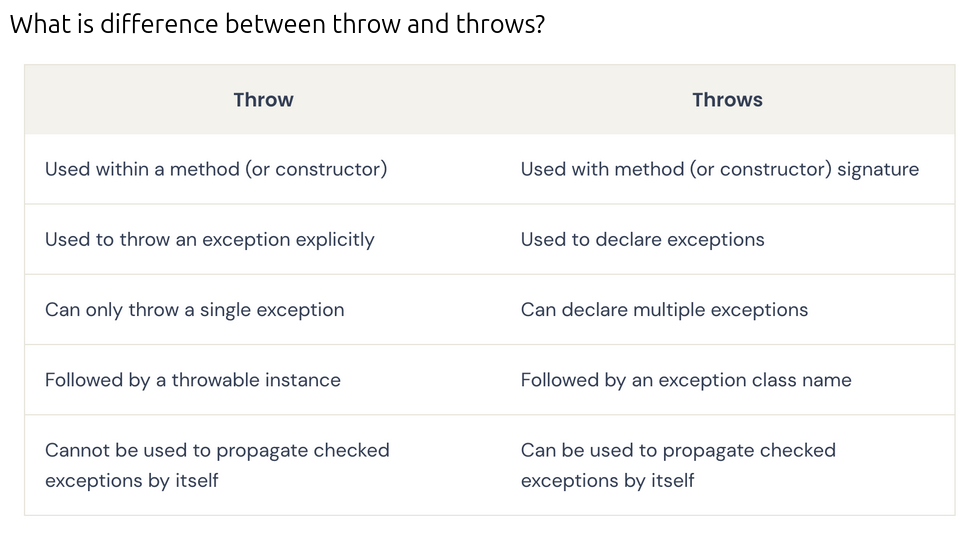 What is difference between throw and throws?
Throw Throws
Used within a method (or constructor) Used with method (or constructor) signature
Used to throw an exception explicitly Used to declare exceptions
Can only throw a single exception Can declare multiple exceptions
Followed by a throwable instance Followed by an exception class name
Cannot be used to propagate checked Can be used to propagate checked
exceptions by itself exceptions by itself